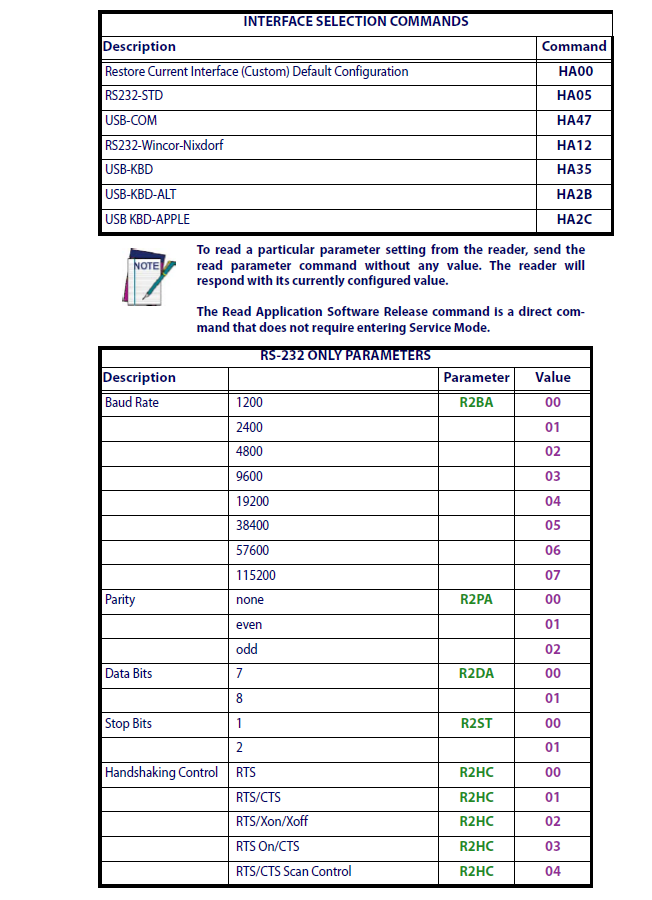 INTERFACE SELECTION COMMANDS
Description Command
Restore Current Interface (Custom) Default Configuration HA00
RS232-STD HA05
USB-COM HA47
RS232-Wincor-Nixdorf HA12
USB-KBD HA35
USB-KBD-ALT HA2B
USB KBD-APPLE HA2C
NOTE
To read a particular parameter setting from the reader, send the
read parameter command without any value. The reader will
respond with its currently configured value.
The Read Application Software Release command is a direct com-
mand that does not require entering Service Mode.
RS-232 ONLY PARAMETERS
Description Parameter Value
Baud Rate 1200 R2BA 00
2400 01
4800 02
9600 03
19200 04
38400 05
57600 06
115200 07
Parity none R2PA 00
even 01
odd 02
Data Bits 7 R2DA 00
8 01
Stop Bits 1 R2ST 00
2 01
Handshaking Control RTS R2HC 00
RTS/CTS R2HC 01
RTS/Xon/Xoff R2HC 02
RTS On/CTS R2HC 03
RTS/CTS Scan Control R2HC 04